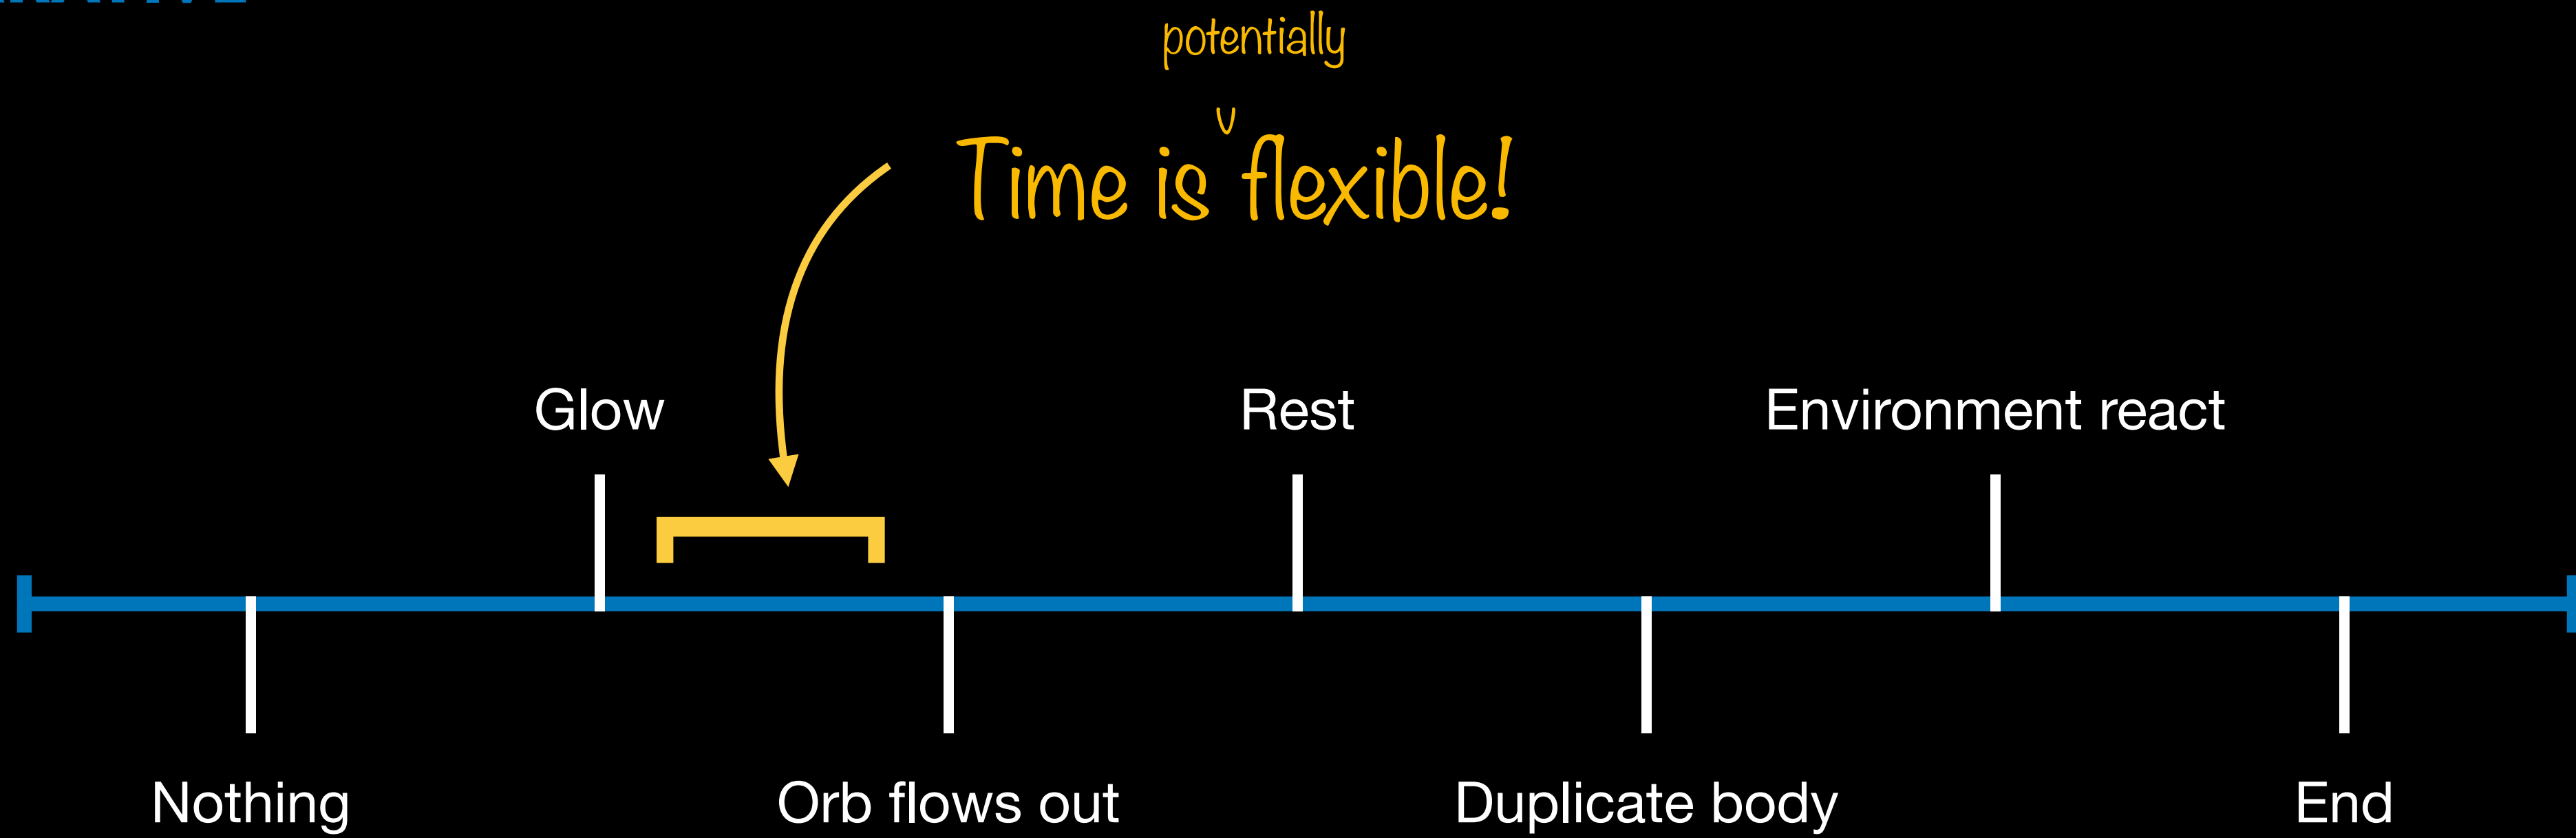 potentially
Time is flexible!
Glow
Rest
Environment react
Nothing
Orb flows out
Duplicate body
End